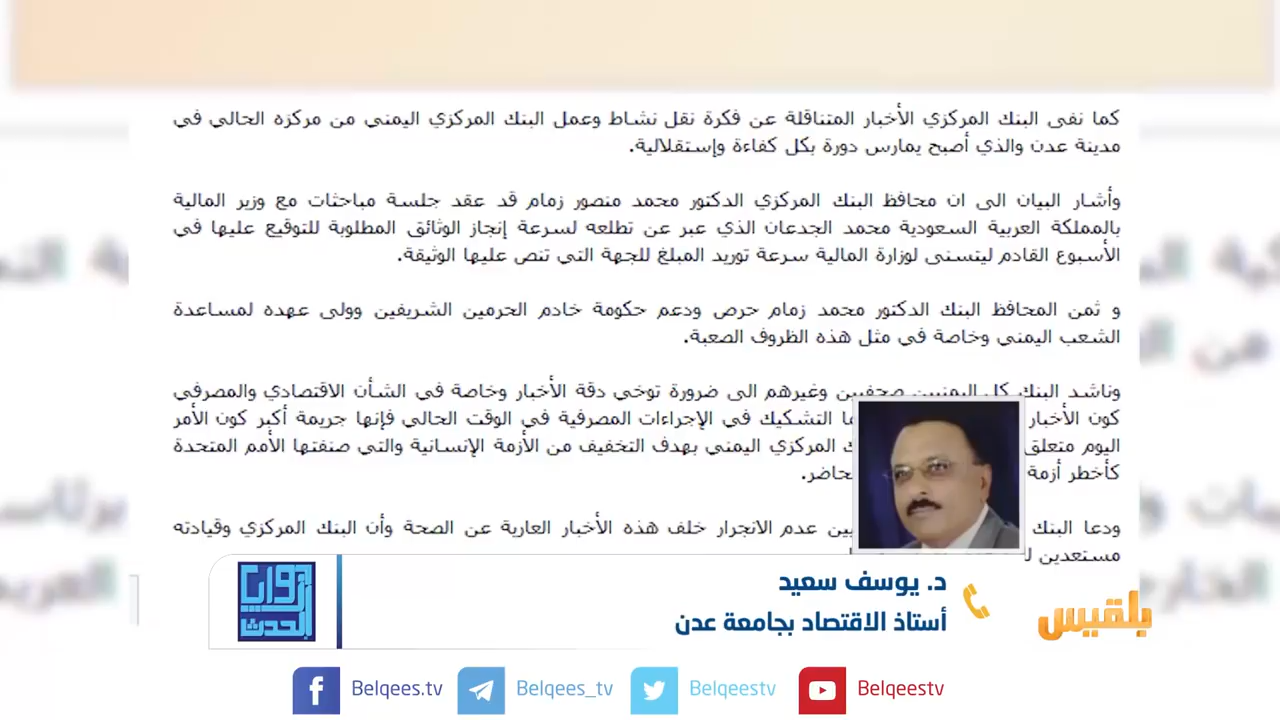 كما نفى البنك المركزي الأخبار المتناقلة عن فكرة نقل نشاط وعمل البنك المركزي اليمني من مركزه الحالي في
مدينة عدن والذي أصبح يمارس دورة بكل كفاءة وإستقلالية.
وأشار البيان الى ان محافظ البنك المركزي الدكتور محمد منصور زمام قد عقد جلسة مباحثات مع وزير المالية
بالمملكة العربية السعودية محمد الجدعان الذي عبر عن تطلعه لسرعة إنجاز الوثائق المطلوبة للتوقيع عليها في
الأسبوع القادم ليتسنى لوزارة المالية سرعة توريد المبلغ للجهة التي تنص عليها الوثيقة.
و ثمن المحافظ البنك الدكتور محمد زمام حرص ودعم حكومة خادم الحرمين الشريفين وولى عهده لمساعدة
الشعب اليمني وخاصة في مثل هذه الظروف الصعبة.
وناشد البنك كل اليمنيين صحفيين وغيرهم الى ضرورة توخي دقة الأخبار وخاصة في الشأن الاقتصادي والمصرفي
كون الأخبار التشكيك في الإجراءات المصرفية في الوقت الحالي فإنها جريمة أكبر كون الأمر
اليوم متعلق المركزي اليمني بهدف التخفيف من الأزمة الإنسانية والتي صنفتها الأمم المتحدة
كأخطر أزمة
ودعا البنك عدم الانجرار خلف هذه الأخبار العارية عن الصحة وأن البنك المركزي وقيادته
مستعدين
د. يوسف سعيد
أستاذ الاقتصاد بجامعة عدن
بلقيس
Belqees.tv
Belqees_tv
Belqeestv
Belqeestv